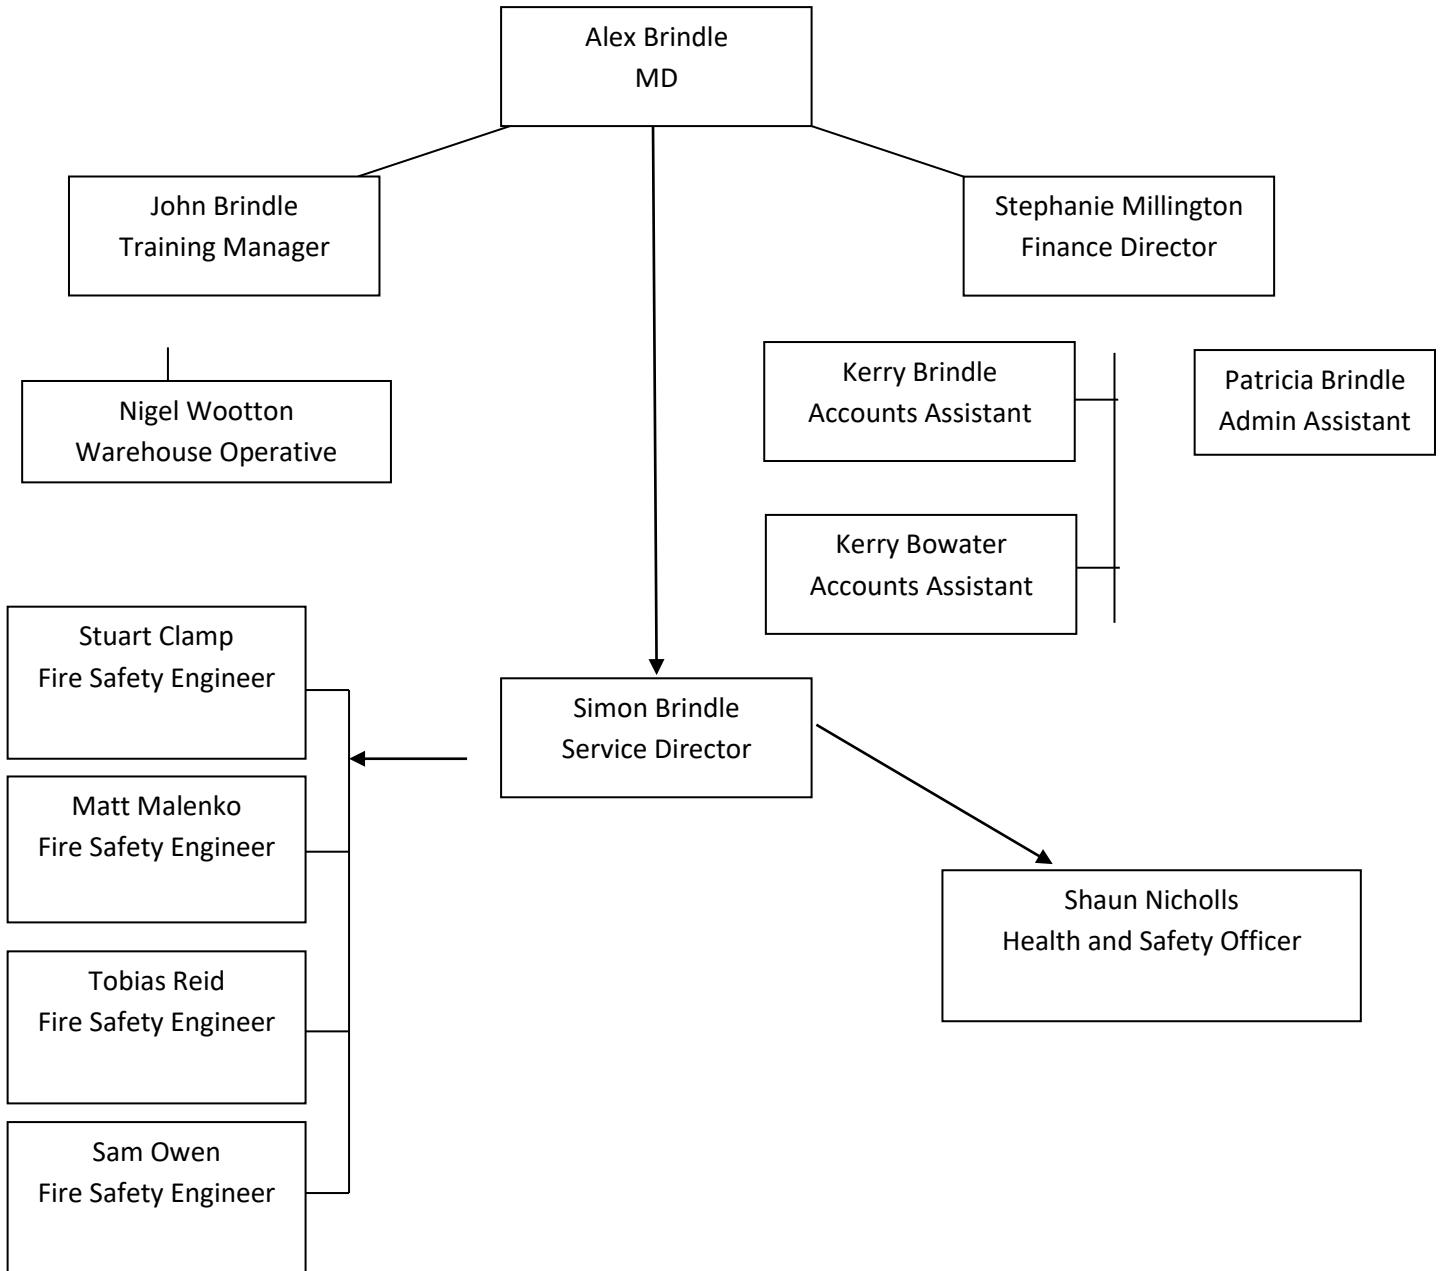 Alex Brindle
MD
John Brindle
Training Manager
Stephanie Millington
Finance Director
Kerry Brindle
Accounts Assistant
Patricia Brindle
Admin Assistant
Nigel Wootton
Warehouse Operative
Kerry Bowater
Accounts Assistant
Stuart Clamp
Fire Safety Engineer
Simon Brindle
Service Director
Matt Malenko
Fire Safety Engineer
Shaun Nicholls
Health and Safety Officer
Tobias Reid
Fire Safety Engineer
Sam Owen
Fire Safety Engineer